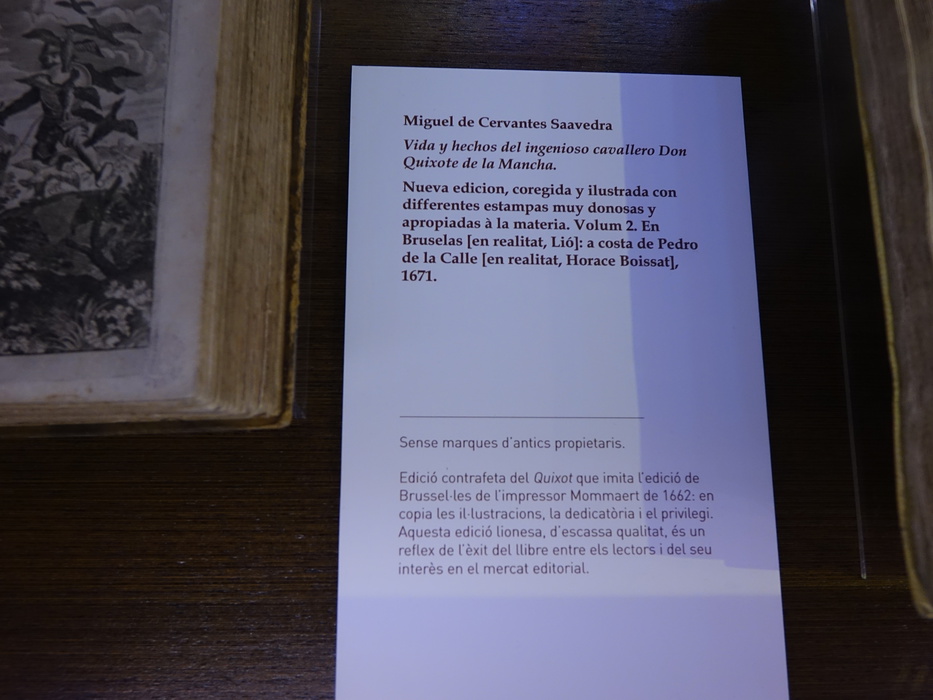 Miguel de Cervantes Saavedra
Vida y hechos del ingenioso cavallero Don
Quixote de la Mancha.
Nueva edicion, coregida y ilustrada con
differentes estampas muy donosas y
apropiadas à la materia. Volum 2. En
Bruselas [en realitat, Lió]: a costa de Pedro
de la Calle [en realitat, Horace Boissat],
1671.
Sense marques d'antics propietaris.
Edició contrafeta del Quixot que imita l'edició de
Brussel·les de l'impressor Mommaert de 1662: en
copia les il·lustracions, la dedicatòria i el privilegi.
Aquesta edició lionesa, d'escassa qualitat, és un
reflex de l'èxit del llibre entre els lectors i del seu
interès en el mercat editorial.